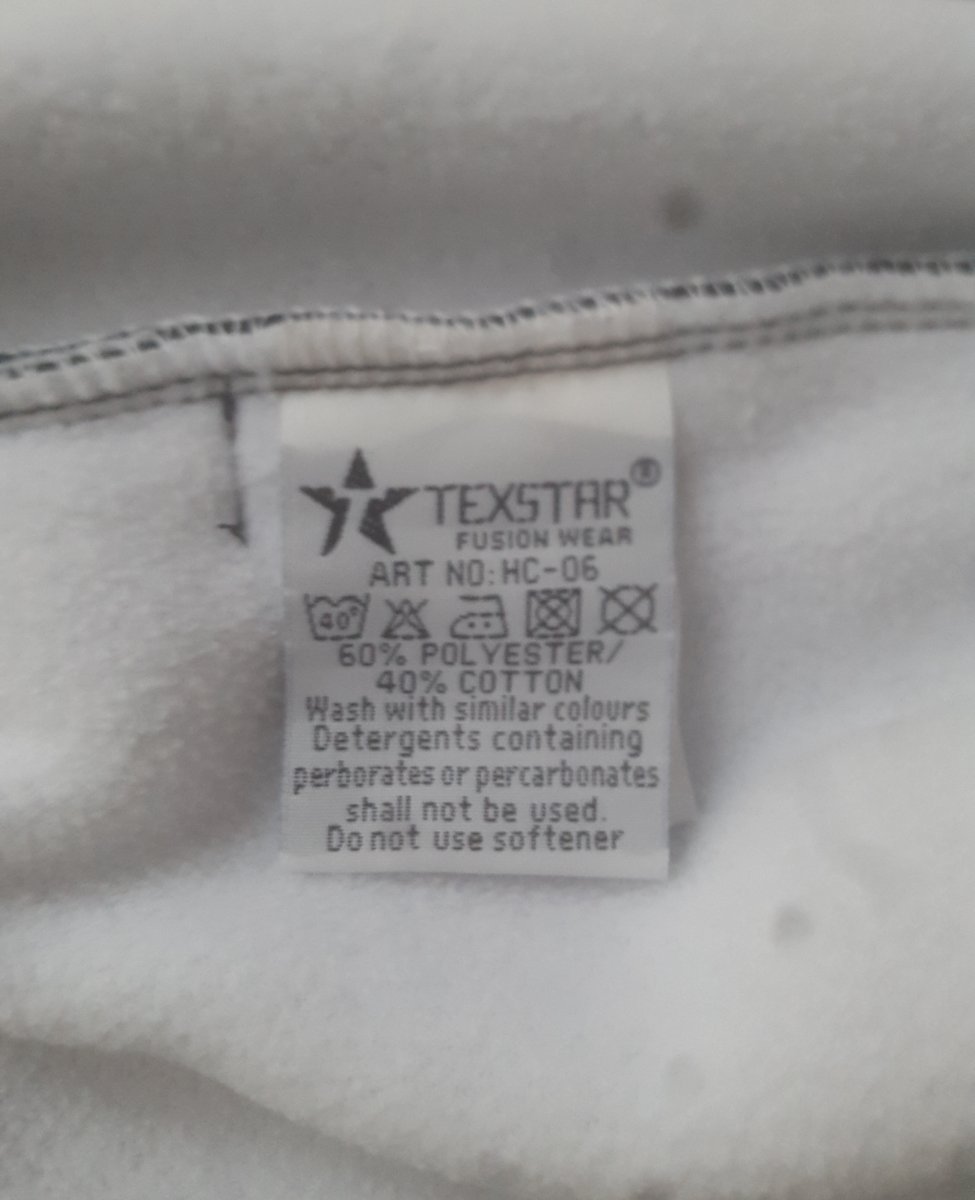 TEXSTAR®
FUSION WEAR
ART NO: HC-06
40°
60% POLYESTER/
40% COTTON
Wash with similar colours
Detergents containing
perborates or percarbonates
shall not be used.
Do not use softener